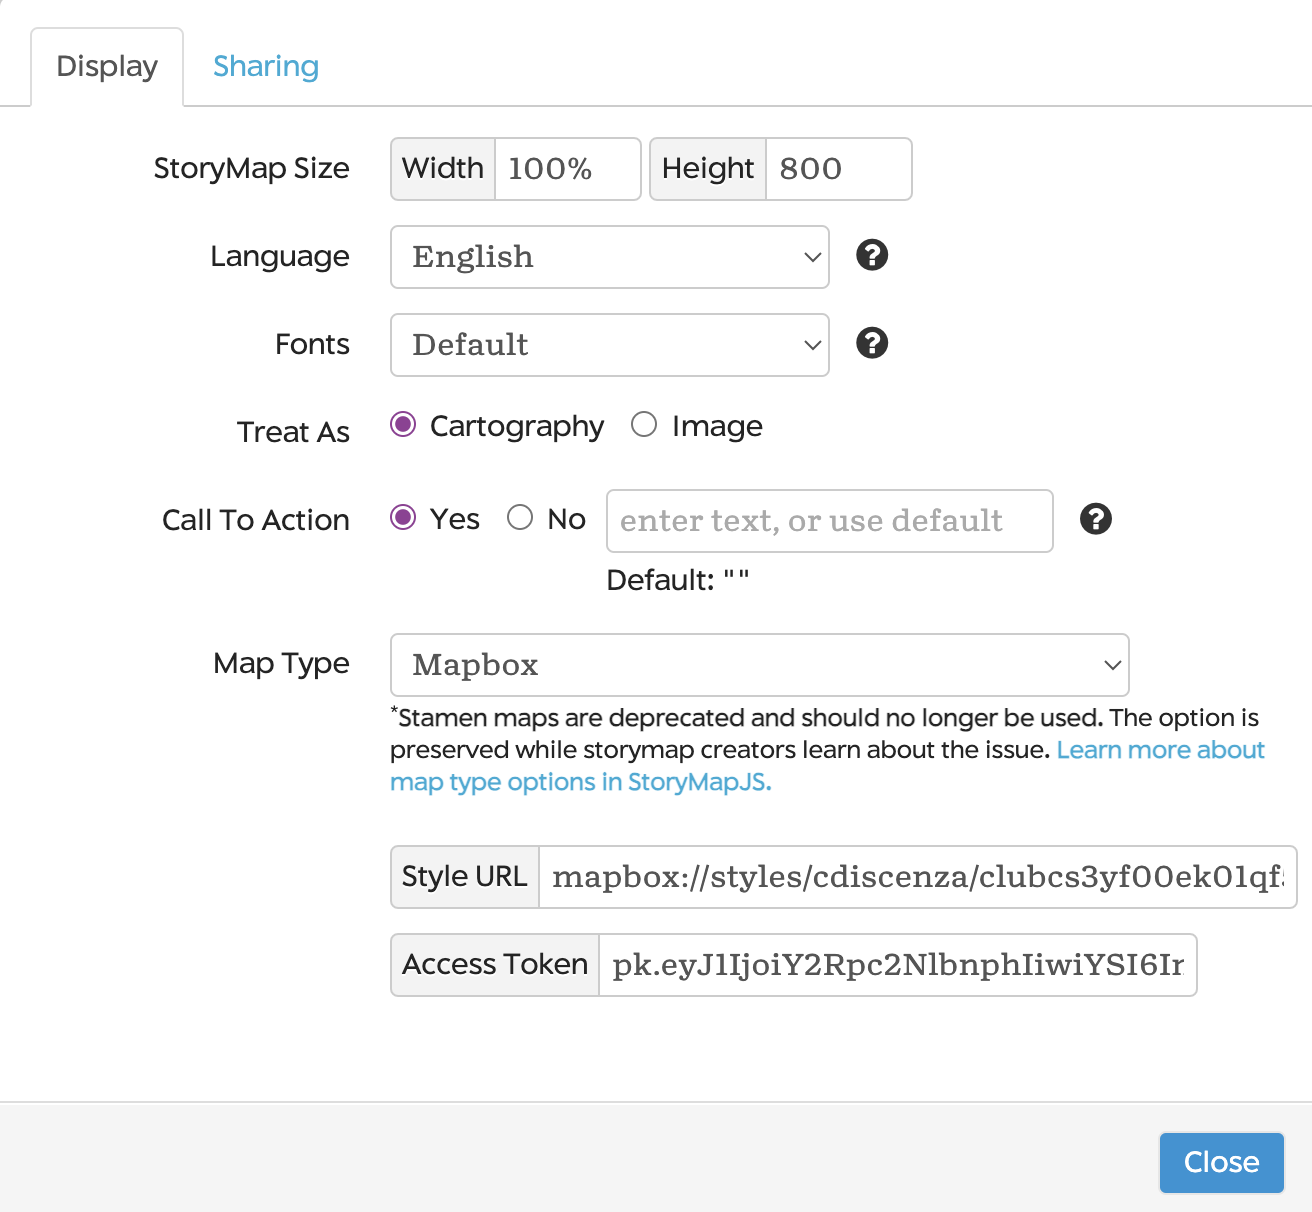 Display Sharing
StoryMap Size Width 100% Height 800
Language English ?
Fonts Default ?
Treat As Cartography Image
Call To Action Yes No enter text, or use default ?
Default: " "
Map Type Mapbox
*Stamen maps are deprecated and should no longer be used. The option is
preserved while storymap creators learn about the issue. Learn more about
map type options in StoryMapJS.
Style URL mapbox://styles/cdiscenza/clubcs3yf00ek01qf
Access Token pk.eyJ1IjoiY2Rpc2NlbnphIiwiYSI6Ir
Close